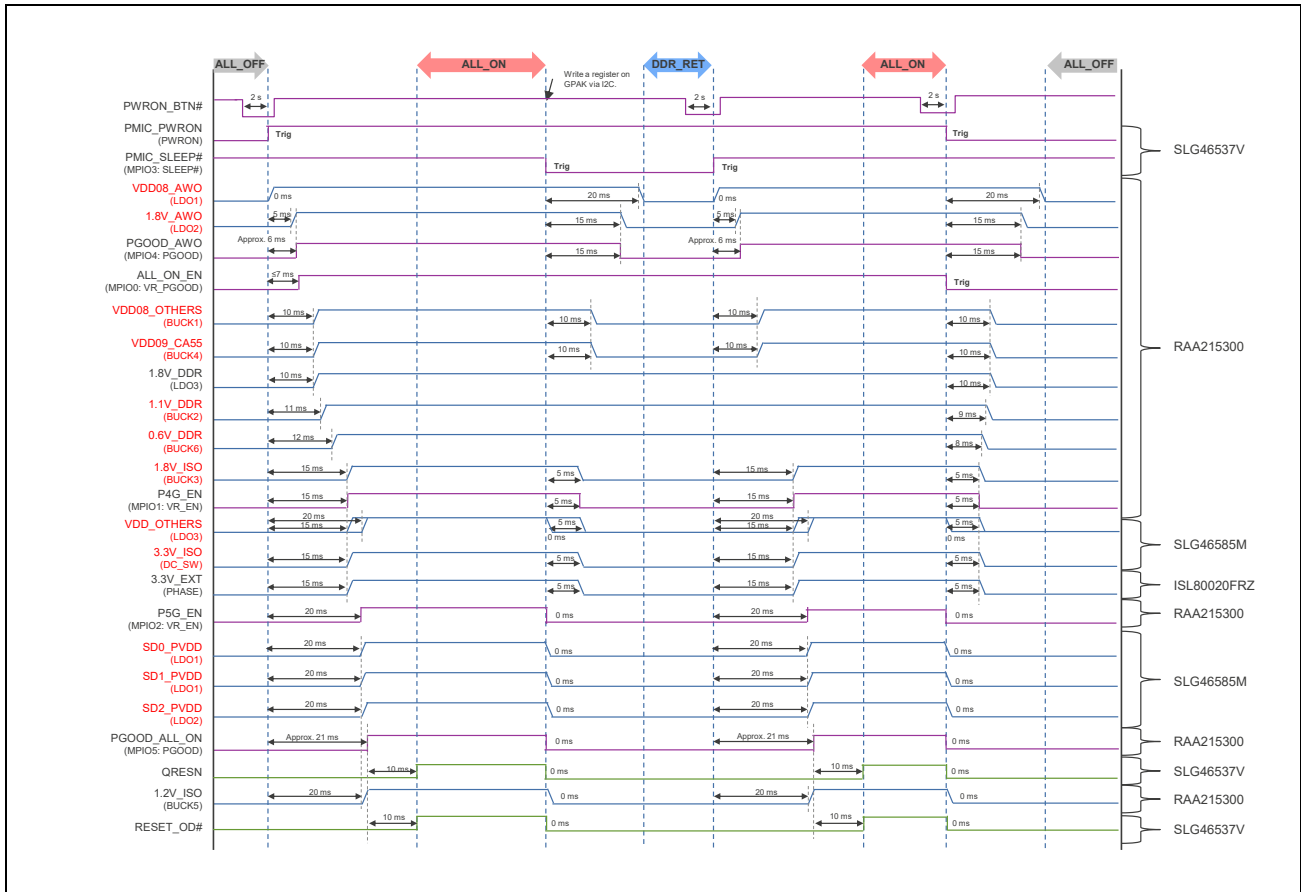 ALL_OFF
ALL_ON
DDR_RET
ALL_ON
ALL_OFF
Write a register on
GPAK via I2C.
PWRON_BTN#
2 s
2 s
2 s
PMIC_PWRON
(PWRON)
Trig
Trig
SLG46537V
PMIC_SLEEP#
(MPIO3: SLEEP#)
Trig
Trig
VDD08_AWO
(LDO1)
0 ms
20 ms
0 ms
20 ms
1.8V_AWO
(LDO2)
5 ms
15 ms
5 ms
15 ms
PGOOD_AWO
(MPIO4: PGOOD)
Approx. 6 ms
15 ms
Approx. 6 ms
15 ms
ALL_ON_EN
(MPIO0: VR_PGOOD)
≤7 ms
Trig
VDD08_OTHERS
(BUCK1)
10 ms
10 ms
10 ms
10 ms
VDD09_CA55
(BUCK4)
10 ms
10 ms
10 ms
10 ms
RAA215300
1.8V_DDR
(LDO3)
10 ms
10 ms
1.1V_DDR
(BUCK2)
11 ms
9 ms
0.6V_DDR
(BUCK6)
12 ms
8 ms
1.8V_ISO
(BUCK3)
15 ms
5 ms
15 ms
5 ms
P4G_EN
(MPIO1: VR_EN)
15 ms
5 ms
15 ms
5 ms
VDD_OTHERS
(LDO3)
20 ms
15 ms
5 ms
0 ms
20 ms
15 ms
5 ms
0 ms
SLG46585M
3.3V_ISO
(DC_SW)
15 ms
5 ms
15 ms
5 ms
3.3V_EXT
(PHASE)
15 ms
5 ms
15 ms
5 ms
ISL80020FRZ
P5G_EN
(MPIO2: VR_EN)
20 ms
0 ms
20 ms
0 ms
RAA215300
SD0_PVDD
(LDO1)
20 ms
0 ms
20 ms
0 ms
SD1_PVDD
(LDO1)
20 ms
0 ms
20 ms
0 ms
SLG46585M
SD2_PVDD
(LDO2)
20 ms
0 ms
20 ms
0 ms
PGOOD_ALL_ON
(MPIO5: PGOOD)
Approx. 21 ms
0 ms
Approx. 21 ms
0 ms
RAA215300
QRESN
10 ms
0 ms
10 ms
0 ms
SLG46537V
1.2V_ISO
(BUCK5)
20 ms
0 ms
20 ms
0 ms
RAA215300
RESET_OD#
10 ms
0 ms
10 ms
0 ms
SLG46537V